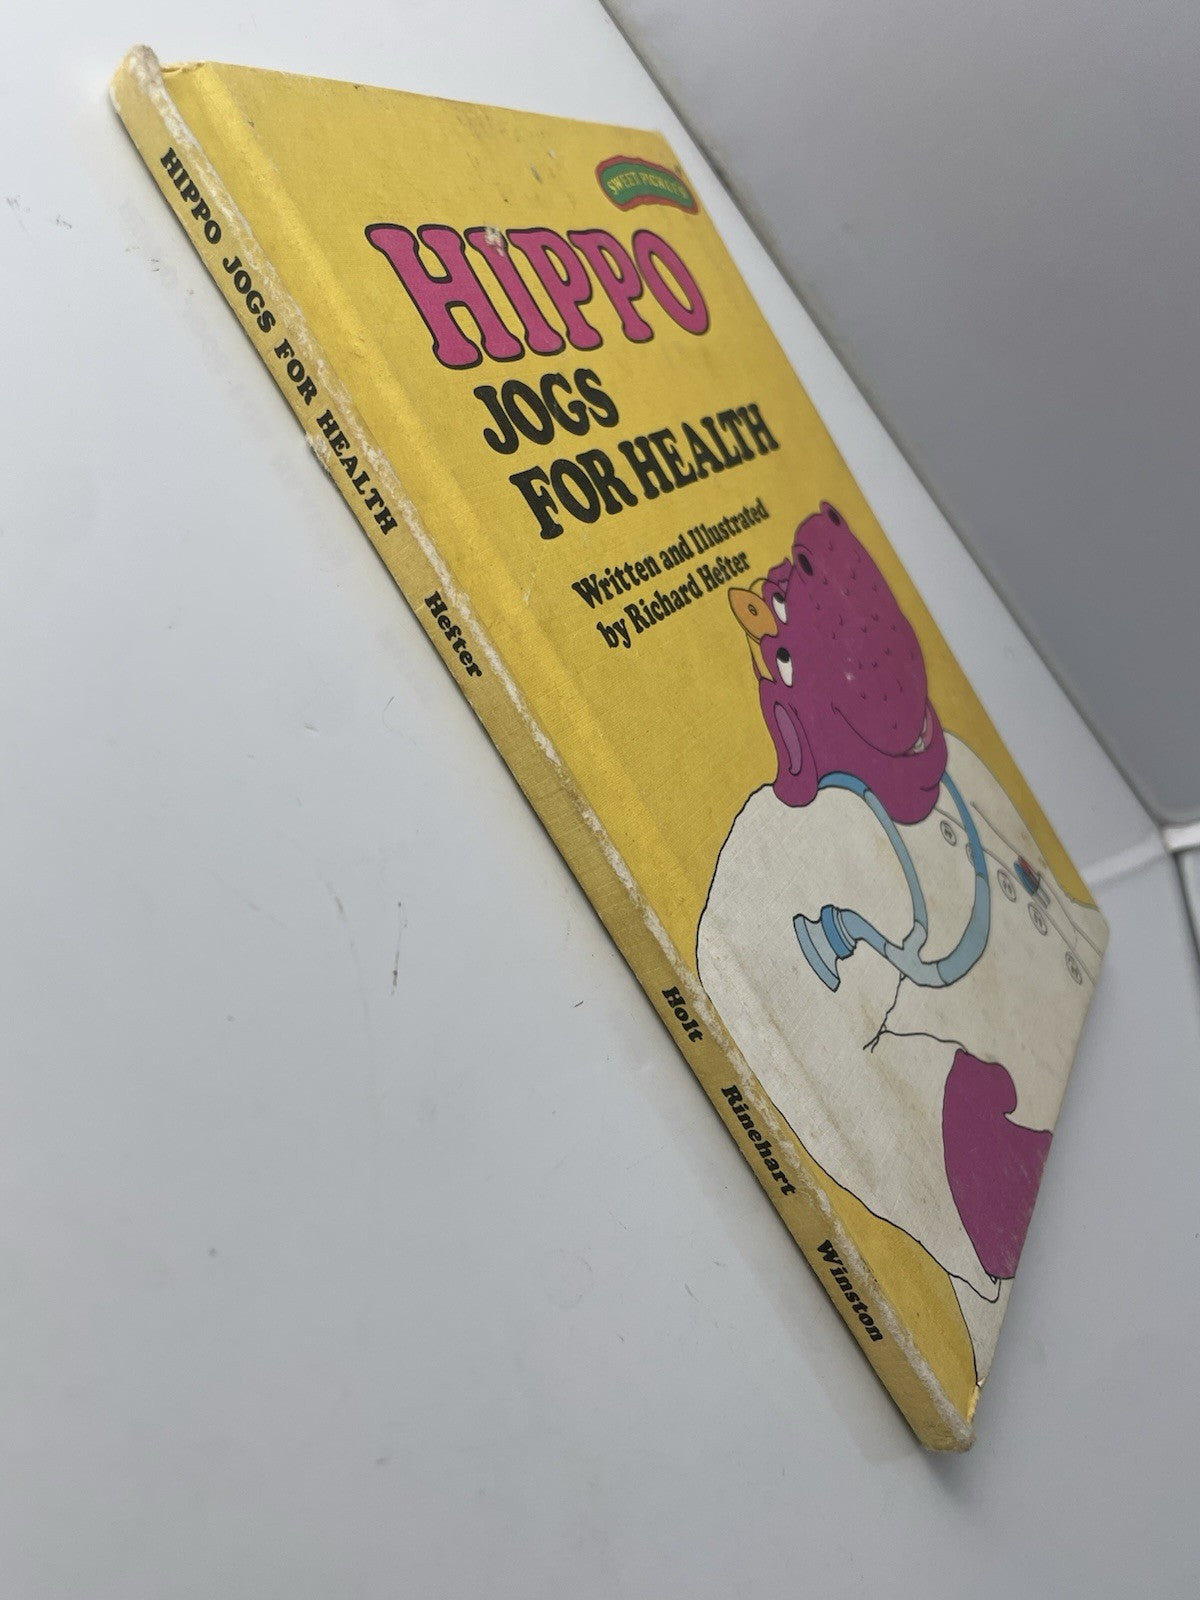 SWEET PICKLES
HIPPO
JOGS
FOR HEALTH
Written and Illustrated
by Richard Hefter
HIPPO JOGS FOR HEALTH Hefter Holt Rinehart Winston